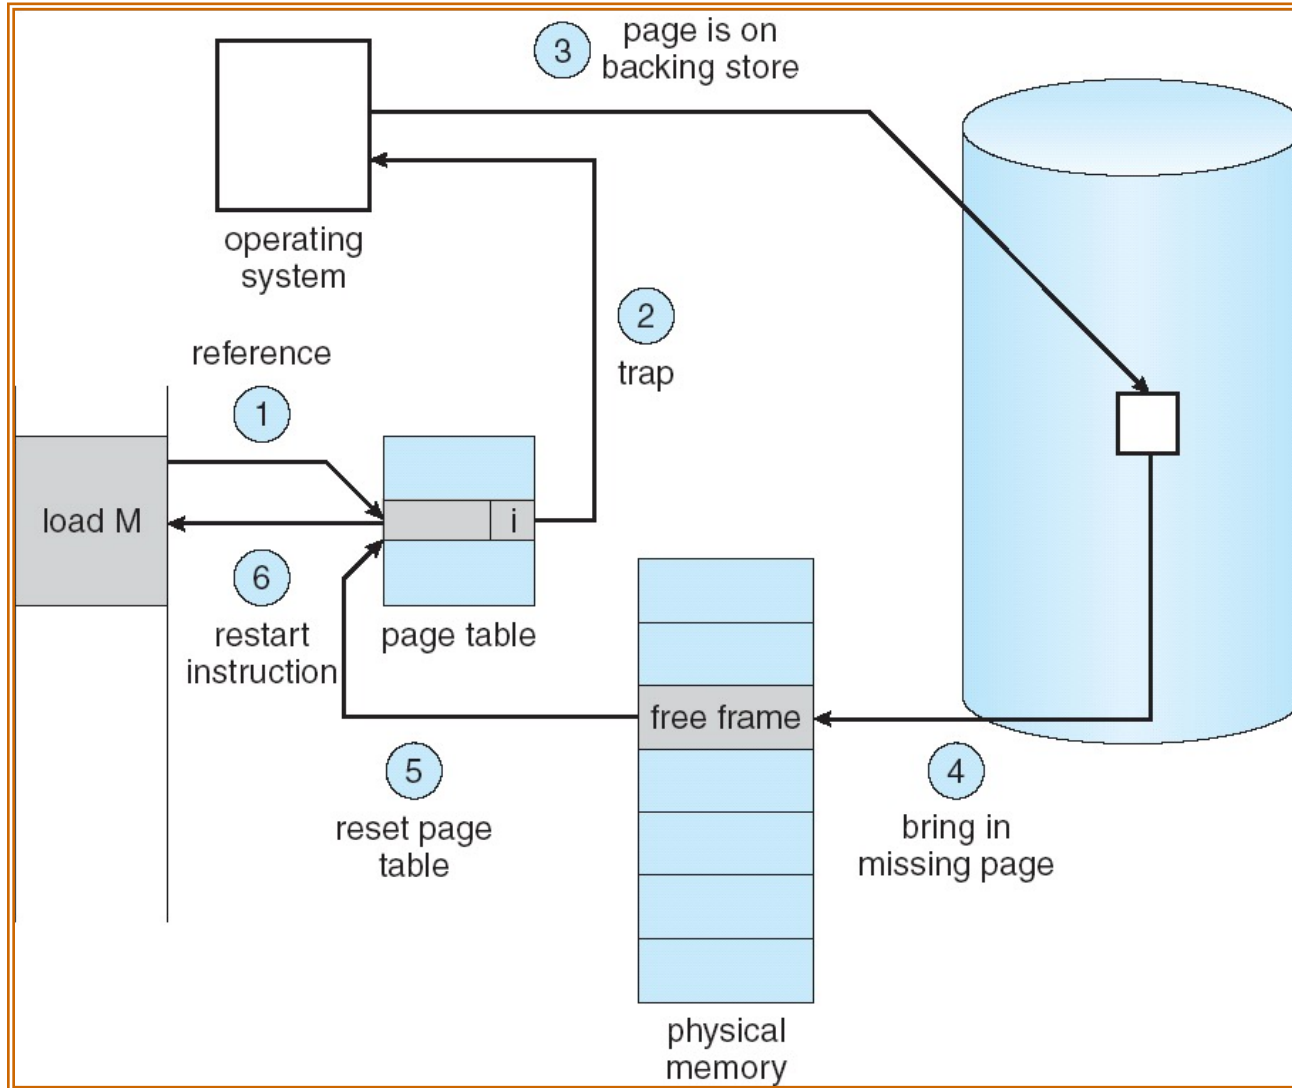 3
page is on
backing store
operating
system
2
trap
reference
1
load M
i
6
restart
instruction
page table
free frame
5
reset page
table
4
bring in
missing page
physical
memory